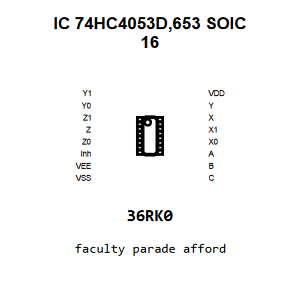 IC 74HC4053D,653 SOIC
16
Y1 VDD
Y0 Y
Z1 X
Z X1
Z0 X0
Inh A
VEE B
VSS C
36RK0
faculty parade afford